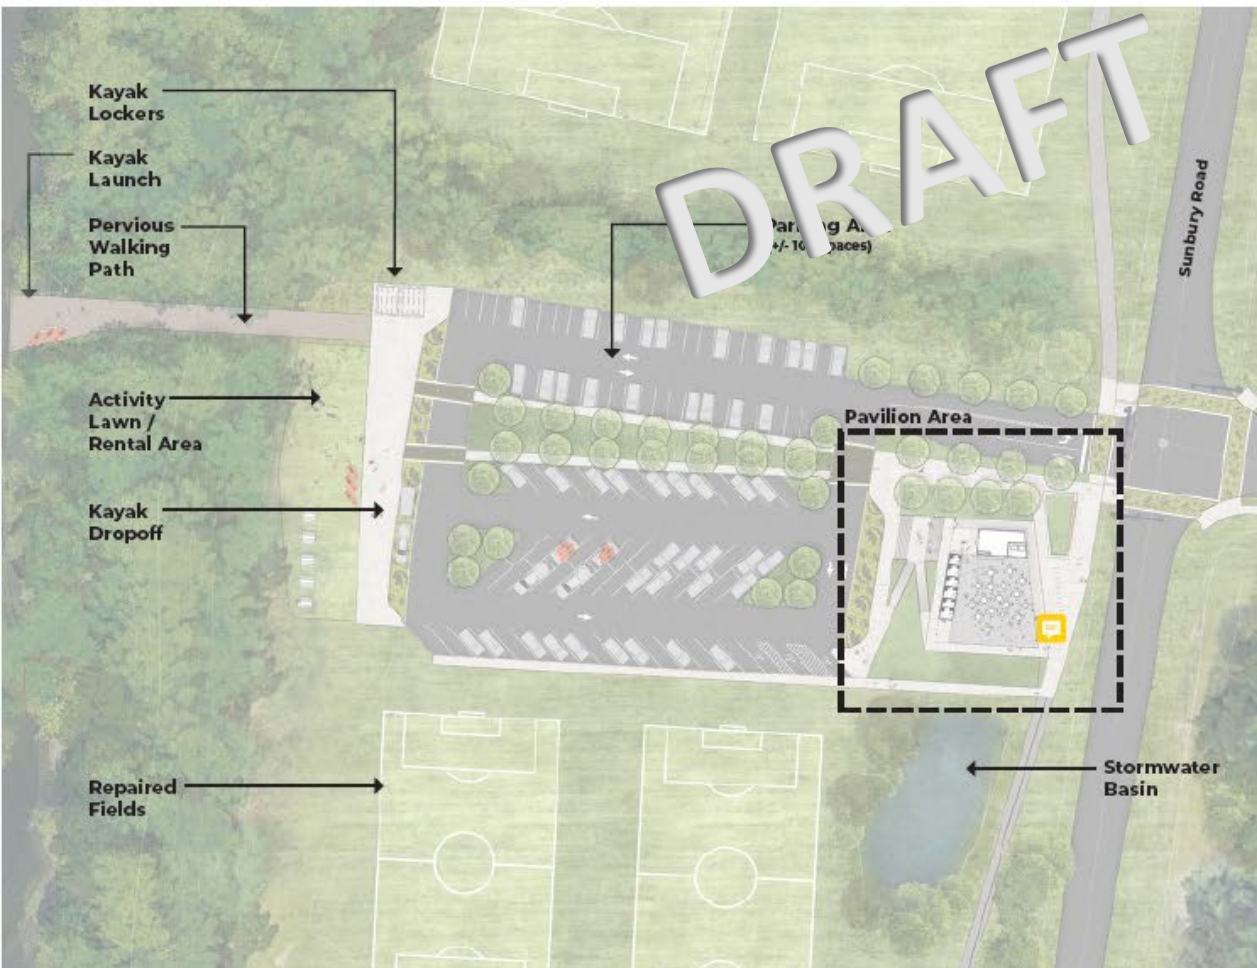 DRAFT
Kayak
Lockers
Kayak
Launch
Pervious
Walking
Path
Sunbury Road
Activity
Lawn /
Rental Area
Pavilion Area
Kayak
Dropoff
Repaired
Fields
Stormwater
Basin